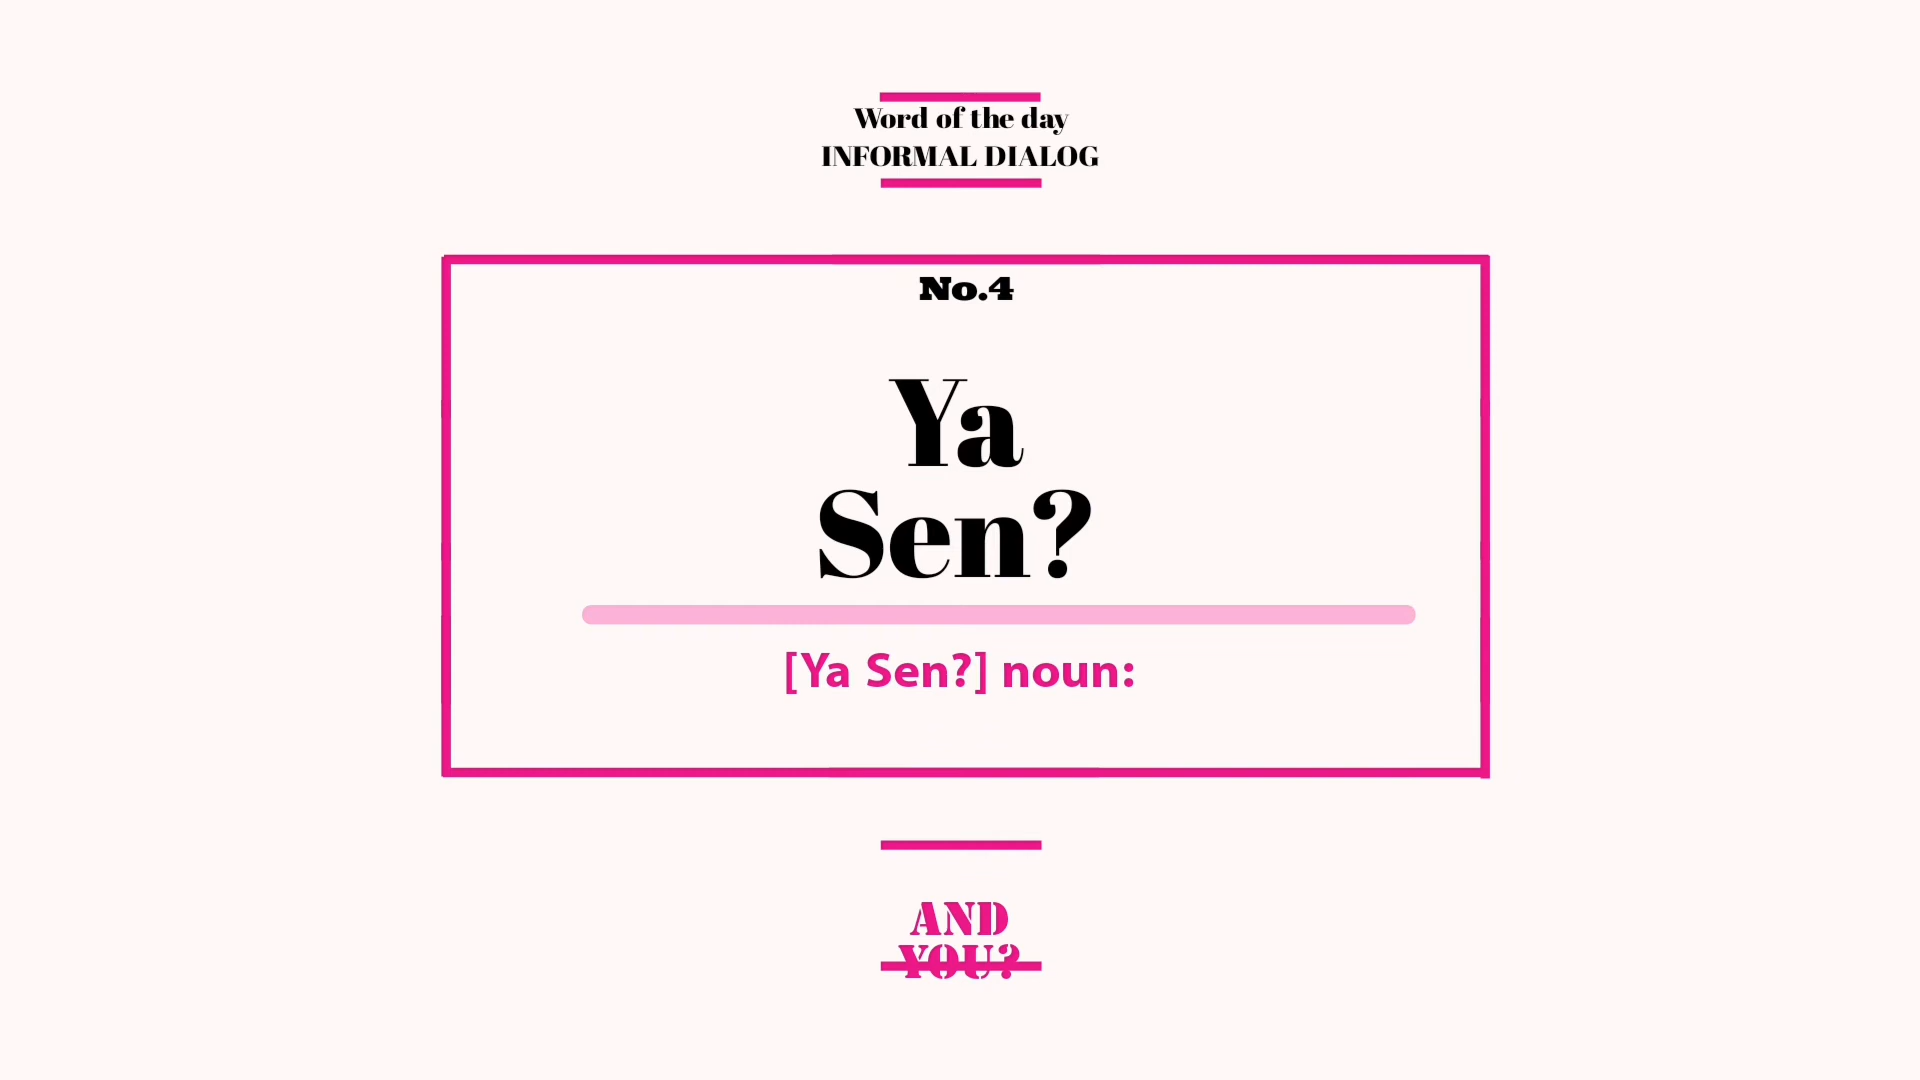 Word of the day
INFORMAL DIALOG
No.4
Ya
Sen?
[Ya Sen?] noun:
AND
YOU?